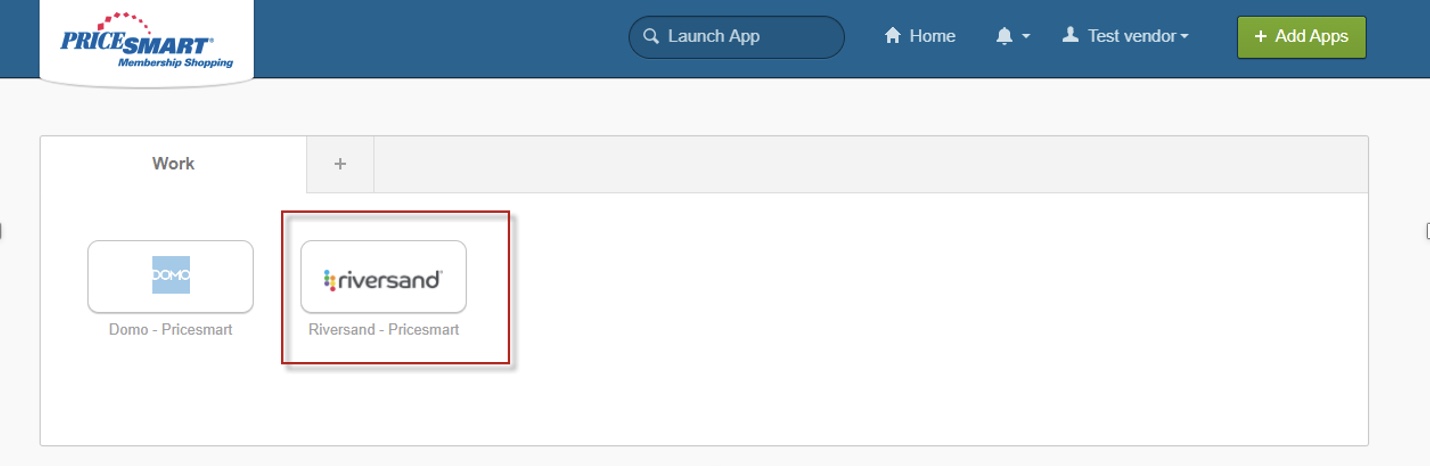 PRICESMART
Membership Shopping
Launch App
Home
Test vendor
+ Add Apps
Work
+
DOMO
riversand
Domo - Pricesmart
Riversand - Pricesmart